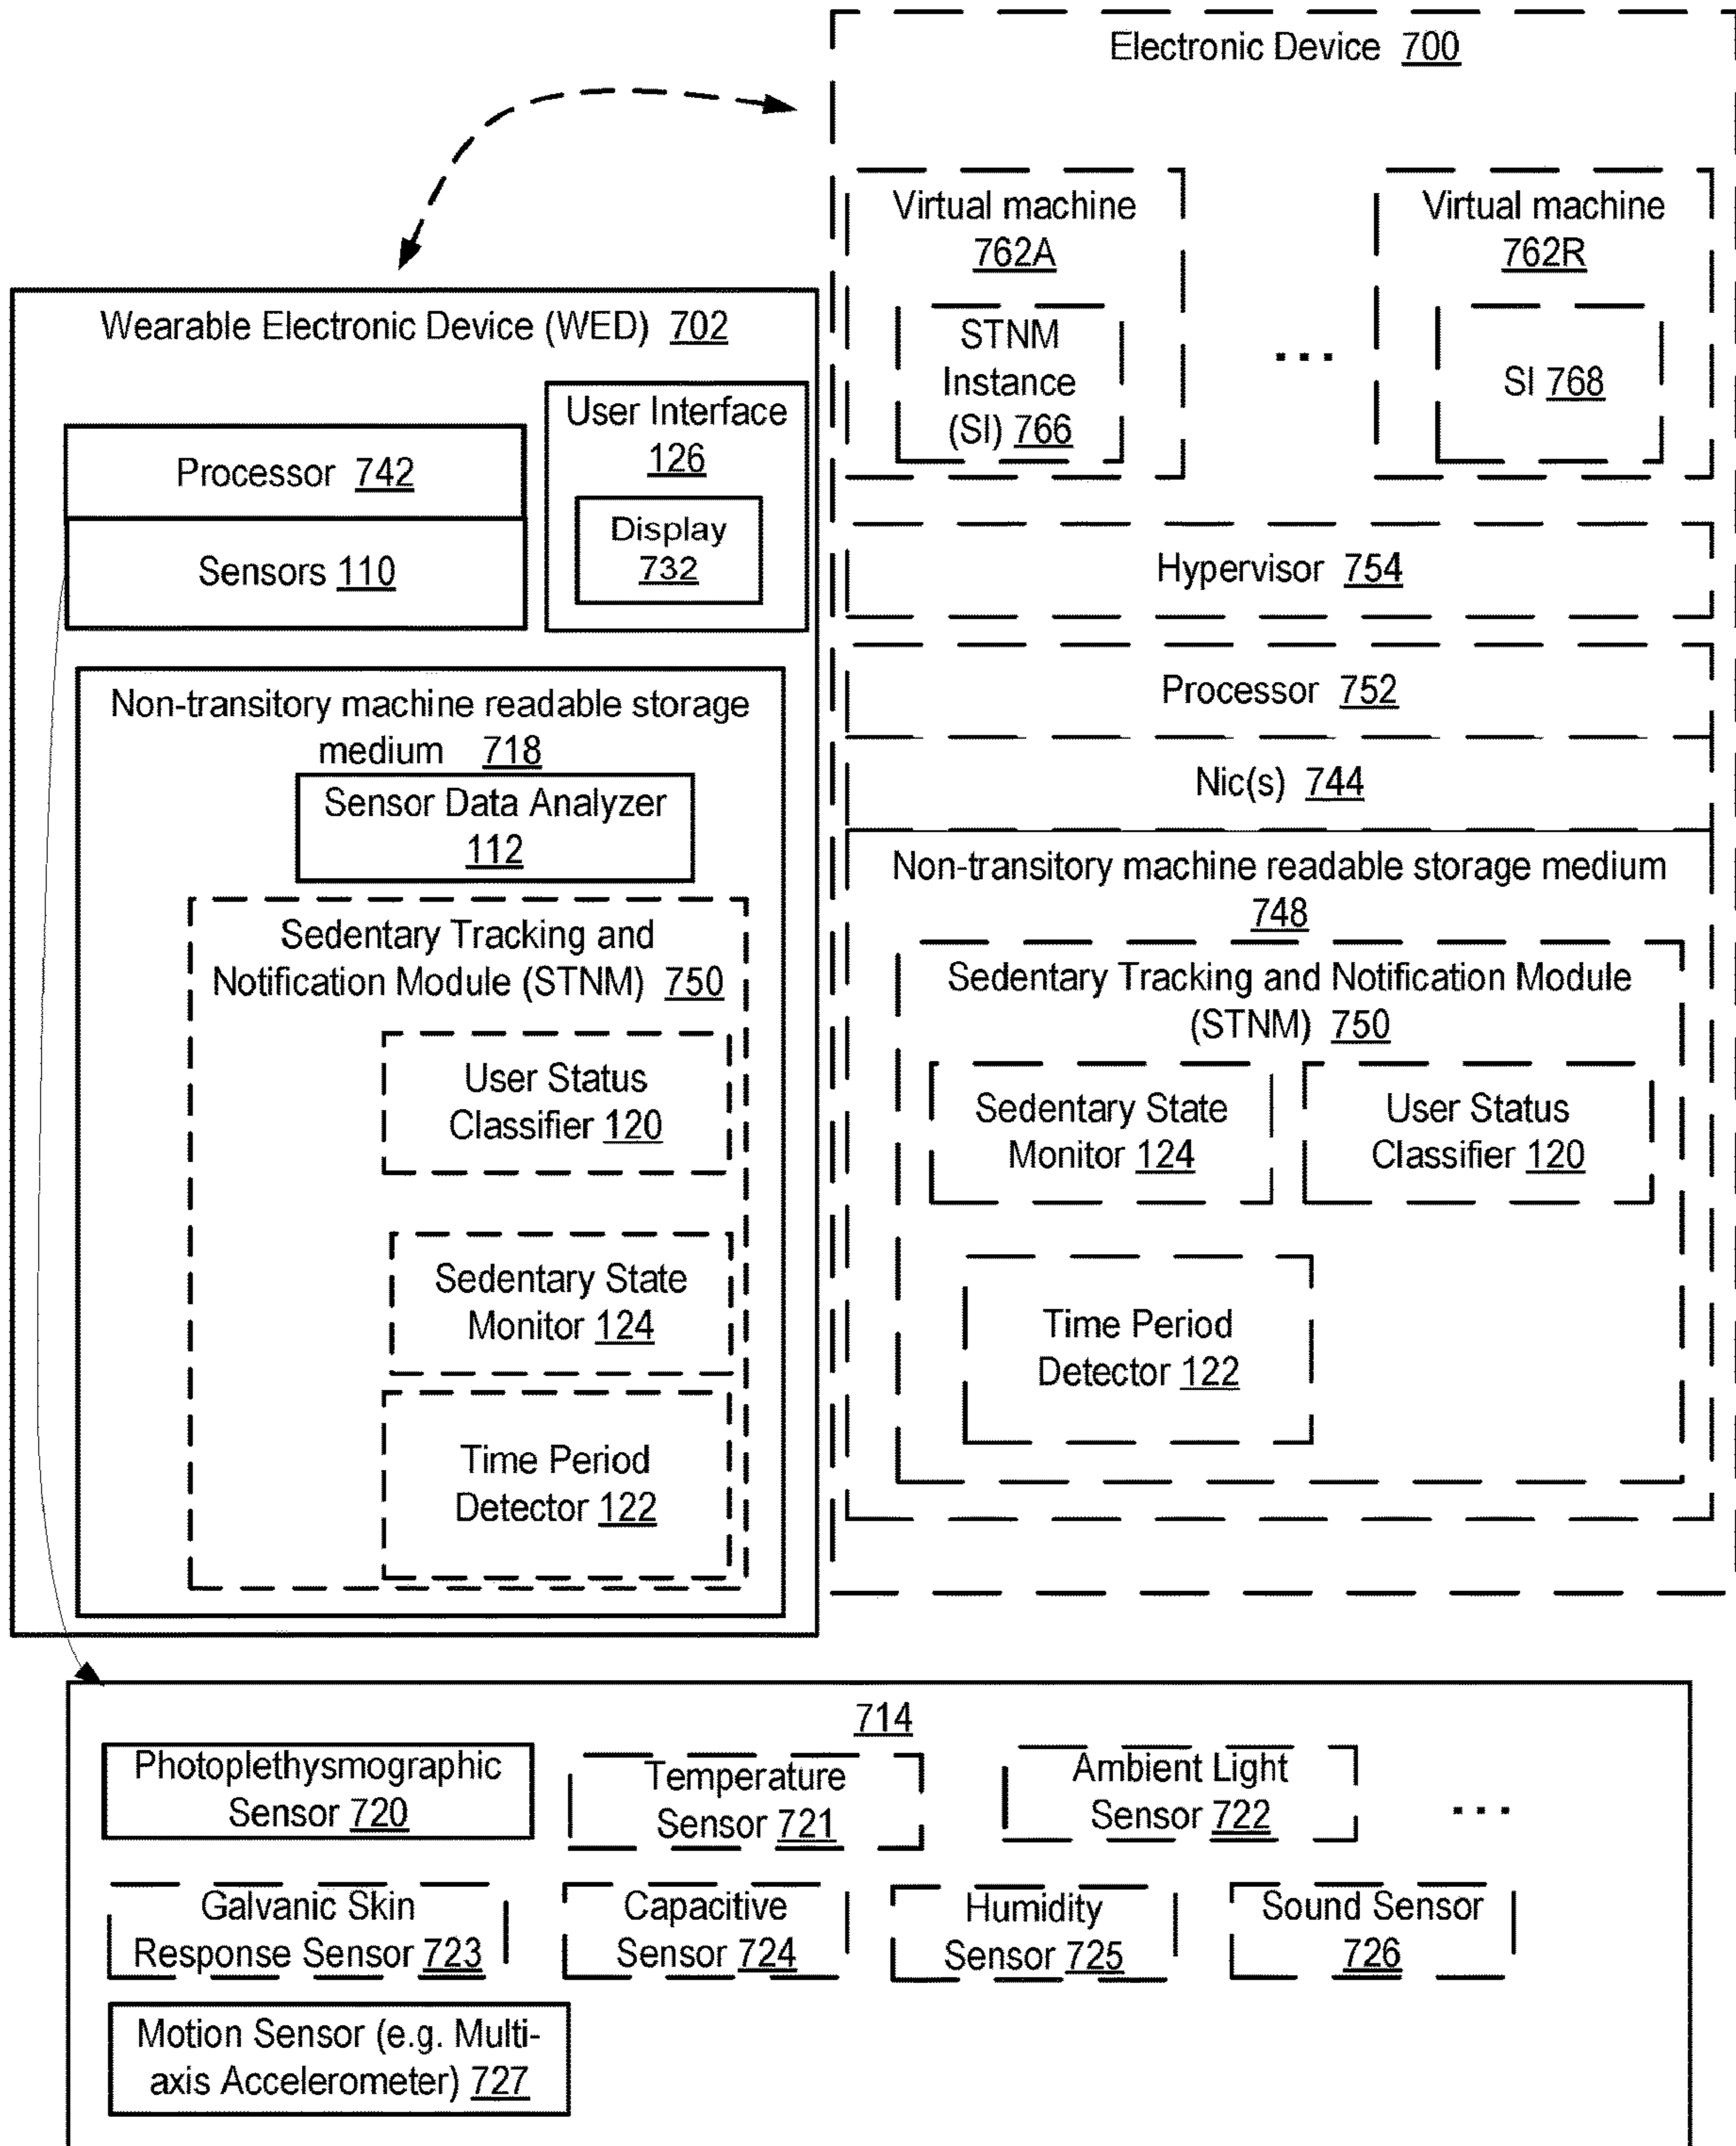 Electronic Device 700
Virtual machine
762A
STNM
Instance
(SI) 766
...
Virtual machine
762R
SI 768
Hypervisor 754
Processor 752
Nic(s) 744
Non-transitory machine readable storage medium
748
Sedentary Tracking and Notification Module
(STNM) 750
Sedentary State
Monitor 124
User Status
Classifier 120
Time Period
Detector 122
Wearable Electronic Device (WED) 702
Processor 742
Sensors 110
User Interface
126
Display
732
Non-transitory machine readable storage
medium 718
Sensor Data Analyzer
112
Sedentary Tracking and
Notification Module (STNM) 750
User Status
Classifier 120
Sedentary State
Monitor 124
Time Period
Detector 122
714
Photoplethysmographic
Sensor 720
Temperature
Sensor 721
Ambient Light
Sensor 722
...
Galvanic Skin
Response Sensor 723
Capacitive
Sensor 724
Humidity
Sensor 725
Sound Sensor
726
Motion Sensor (e.g. Multi-
axis Accelerometer) 727